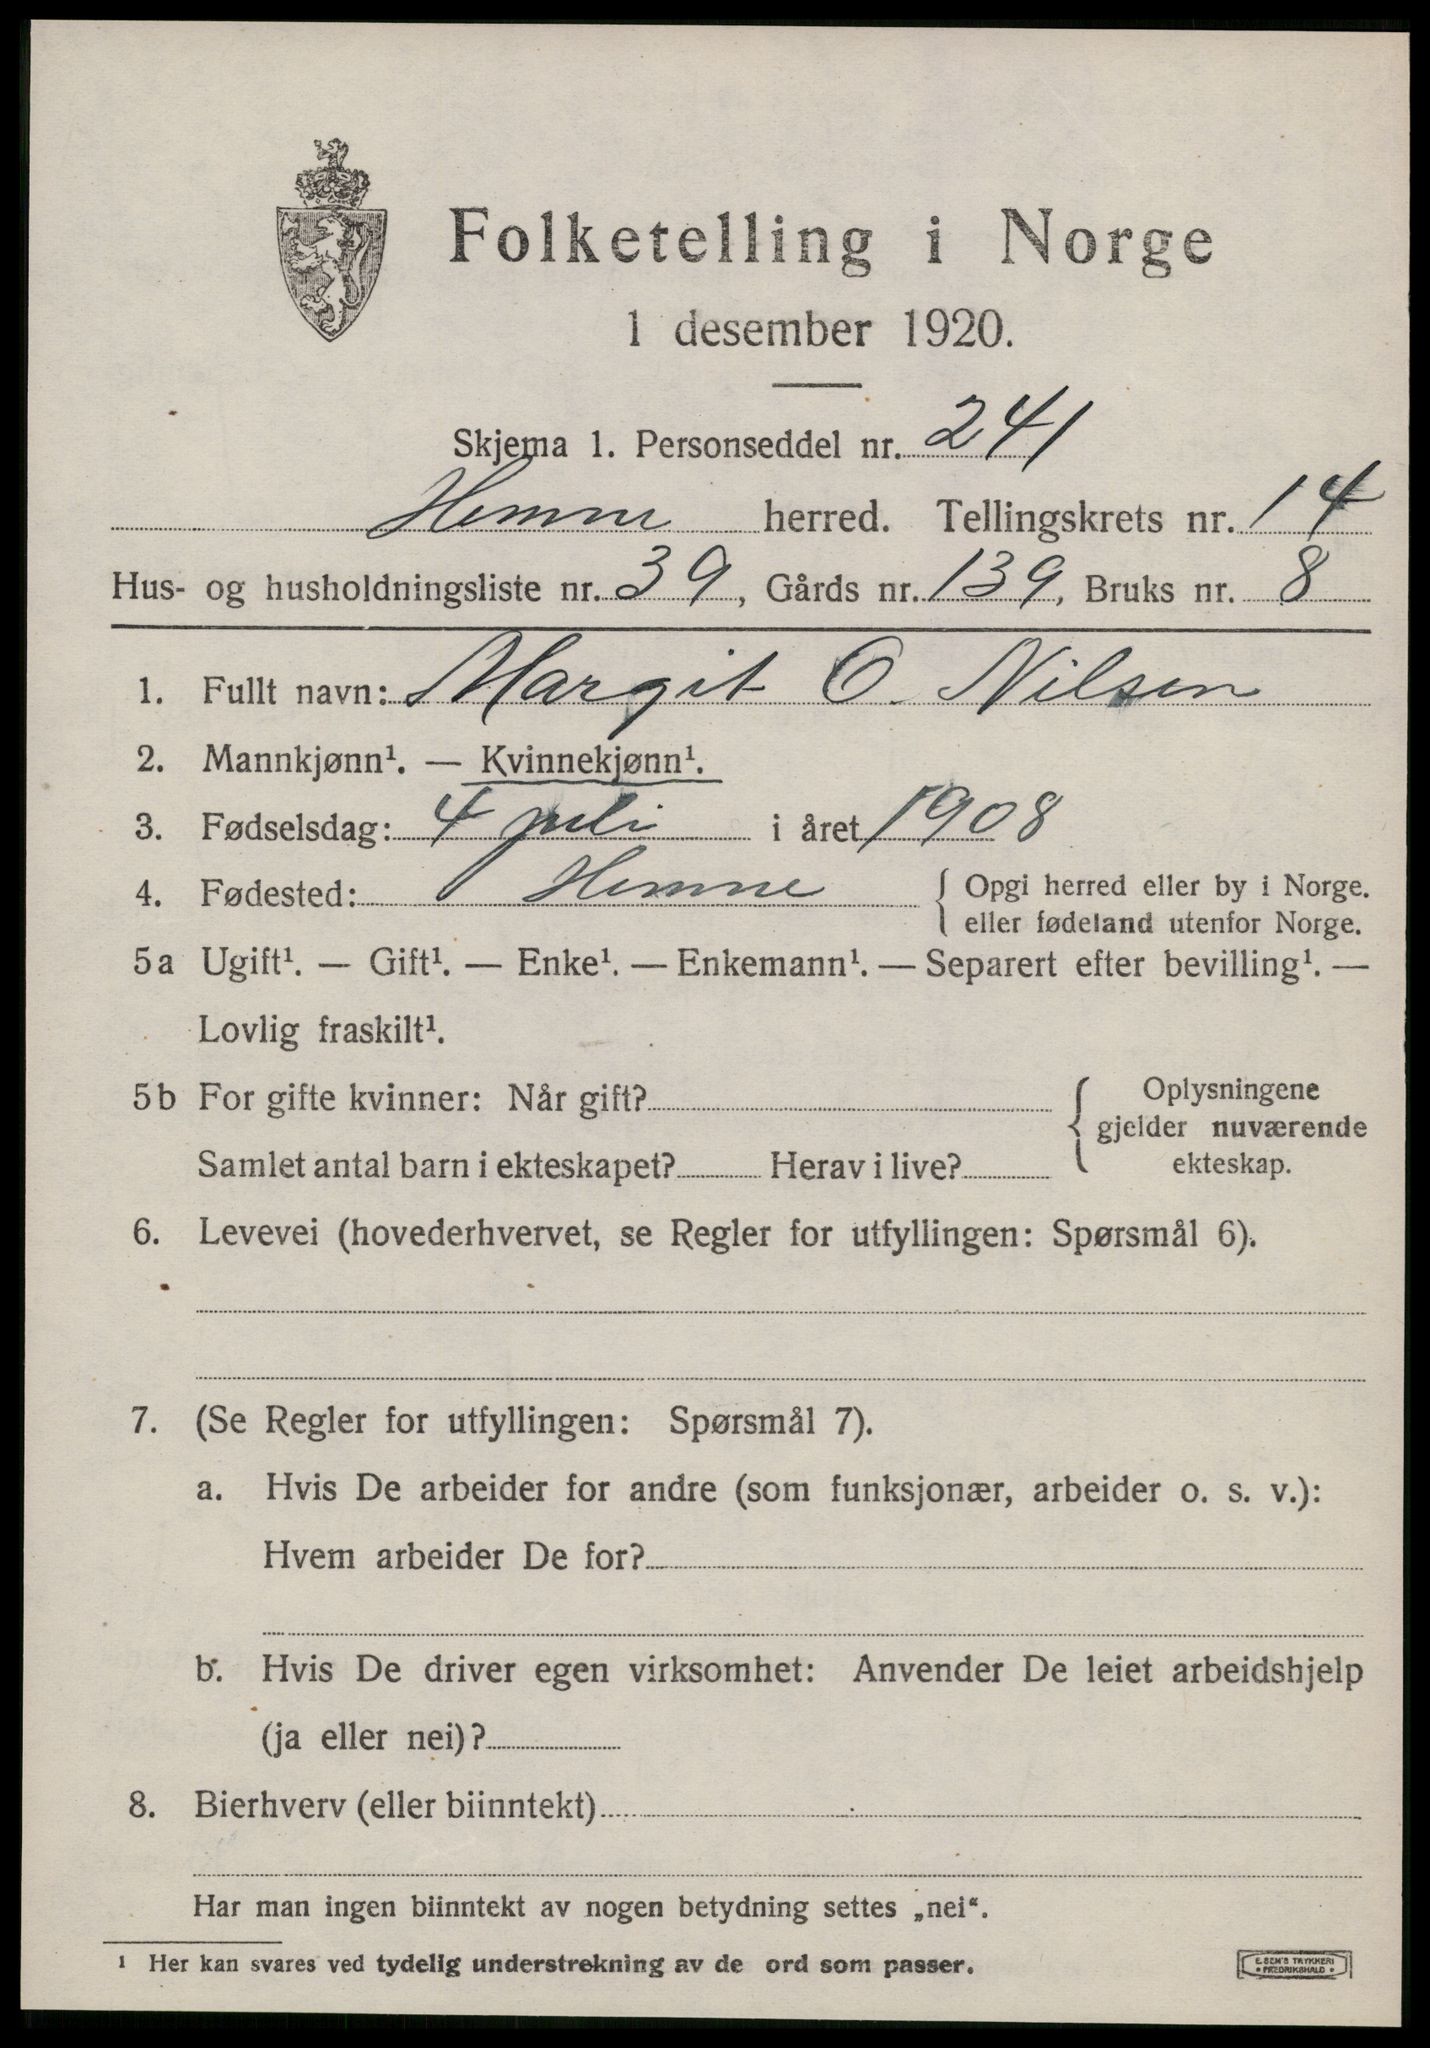 Folketelling i Norge
1 desember 1920.
Skjema 1. Personseddel nr. 241
Hemne herred. Tellingskrets nr. 14
Hus- og husholdningsliste nr. 39, Gårds nr. 139, Bruks nr. 8
1. Fullt navn: Margit O. Nilsen
2. Mannkjønn¹. — Kvinnekjønn¹.
3. Fødselsdag: 4 juli i året 1908
4. Fødested: Hemne { Opgi herred eller by i Norge.
eller fødeland utenfor Norge.
5a Ugift¹. — Gift¹. — Enke¹. — Enkemann¹. — Separert efter bevilling¹. —
Lovlig fraskilt¹.
5b For gifte kvinner: Når gift? { Oplysningene
gjelder nuværende
Samlet antal barn i ekteskapet? Herav i live? ekteskap.
6. Levevei (hovederhvervet, se Regler for utfyllingen: Spørsmål 6).
7. (Se Regler for utfyllingen: Spørsmål 7).
a. Hvis De arbeider for andre (som funksjonær, arbeider o. s. v.):
Hvem arbeider De for?
b. Hvis De driver egen virksomhet: Anvender De leiet arbeidshjelp
(ja eller nei)?
8. Bierhverv (eller biinntekt)
Har man ingen biinntekt av nogen betydning settes „nei“.
¹ Her kan svares ved tydelig understrekning av de ord som passer.
E. SEM'S TRYKKERI
• FREDRIKSHALD •